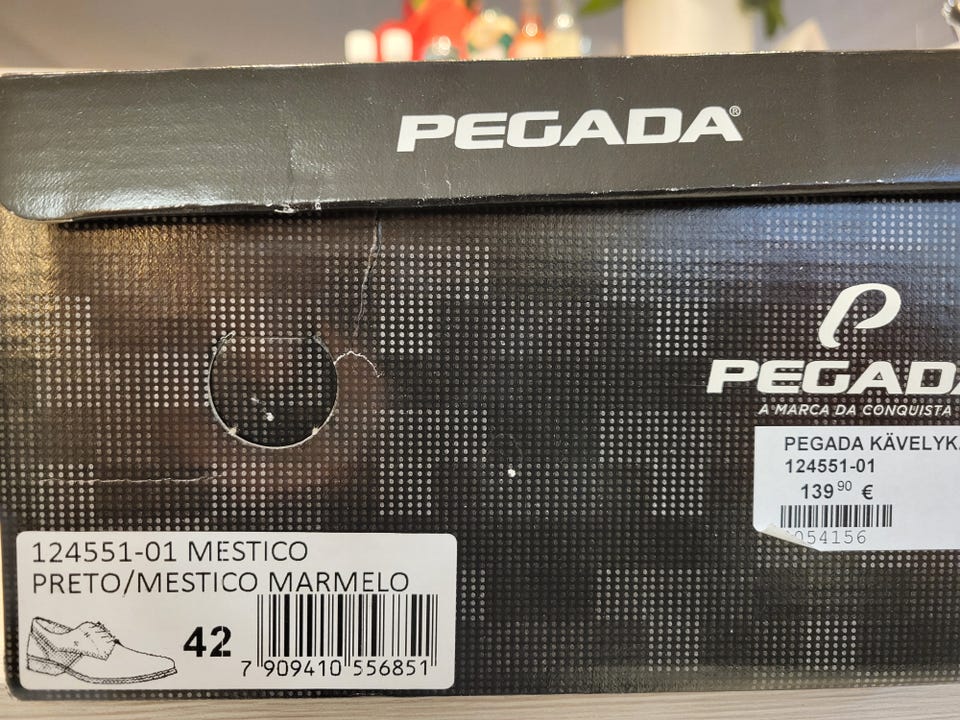 PEGADA®
PEGADA
A MARCA DA CONQUISTA
PEGADA KÄVELYK
124551-01
139 90 €
054156
124551-01 MESTICO
PRETO/MESTICO MARMELO
42
7 909410 556851